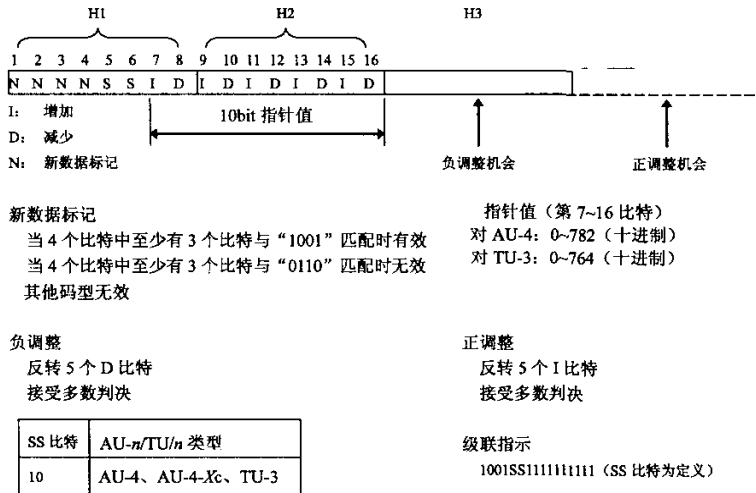 H1 H2 H3
1 2 3 4 5 6 7 8 9 10 11 12 13 14 15 16
N N N N S S I D I D I D I D I D
I: 增加
10bit 指针值
D: 减少
N: 新数据标记
负调整机会
正调整机会
新数据标记
当 4 个比特中至少有 3 个比特与“1001”匹配时有效
当 4 个比特中至少有 3 个比特与“0110”匹配时无效
其他码型无效
指针值(第 7~16 比特)
对 AU-4: 0~782(十进制)
对 TU-3: 0~764(十进制)
负调整
反转 5 个 D 比特
接受多数判决
正调整
反转 5 个 I 比特
接受多数判决
SS 比特 AU-n/TU/n 类型
10 AU-4、AU-4-Xc、TU-3
级联指示
1001SS1111111111(SS 比特为定义)